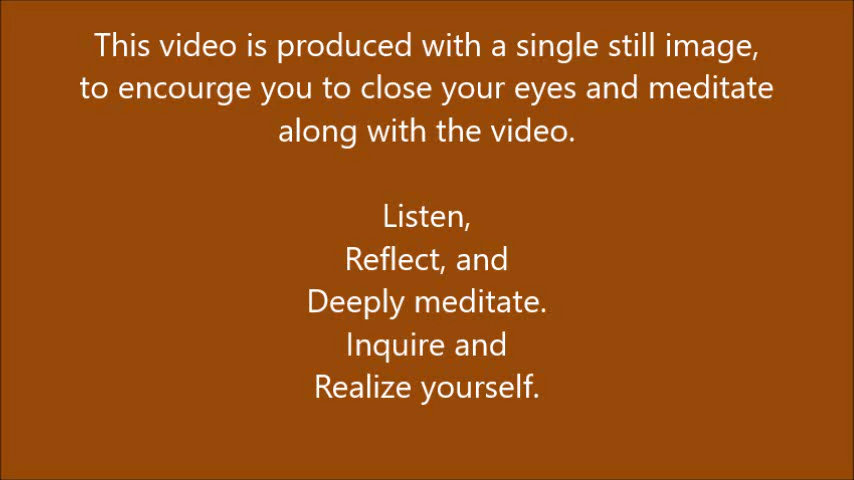 This video is produced with a single still image,
to encourge you to close your eyes and meditate
along with the video.
Listen,
Reflect, and
Deeply meditate.
Inquire and
Realize yourself.